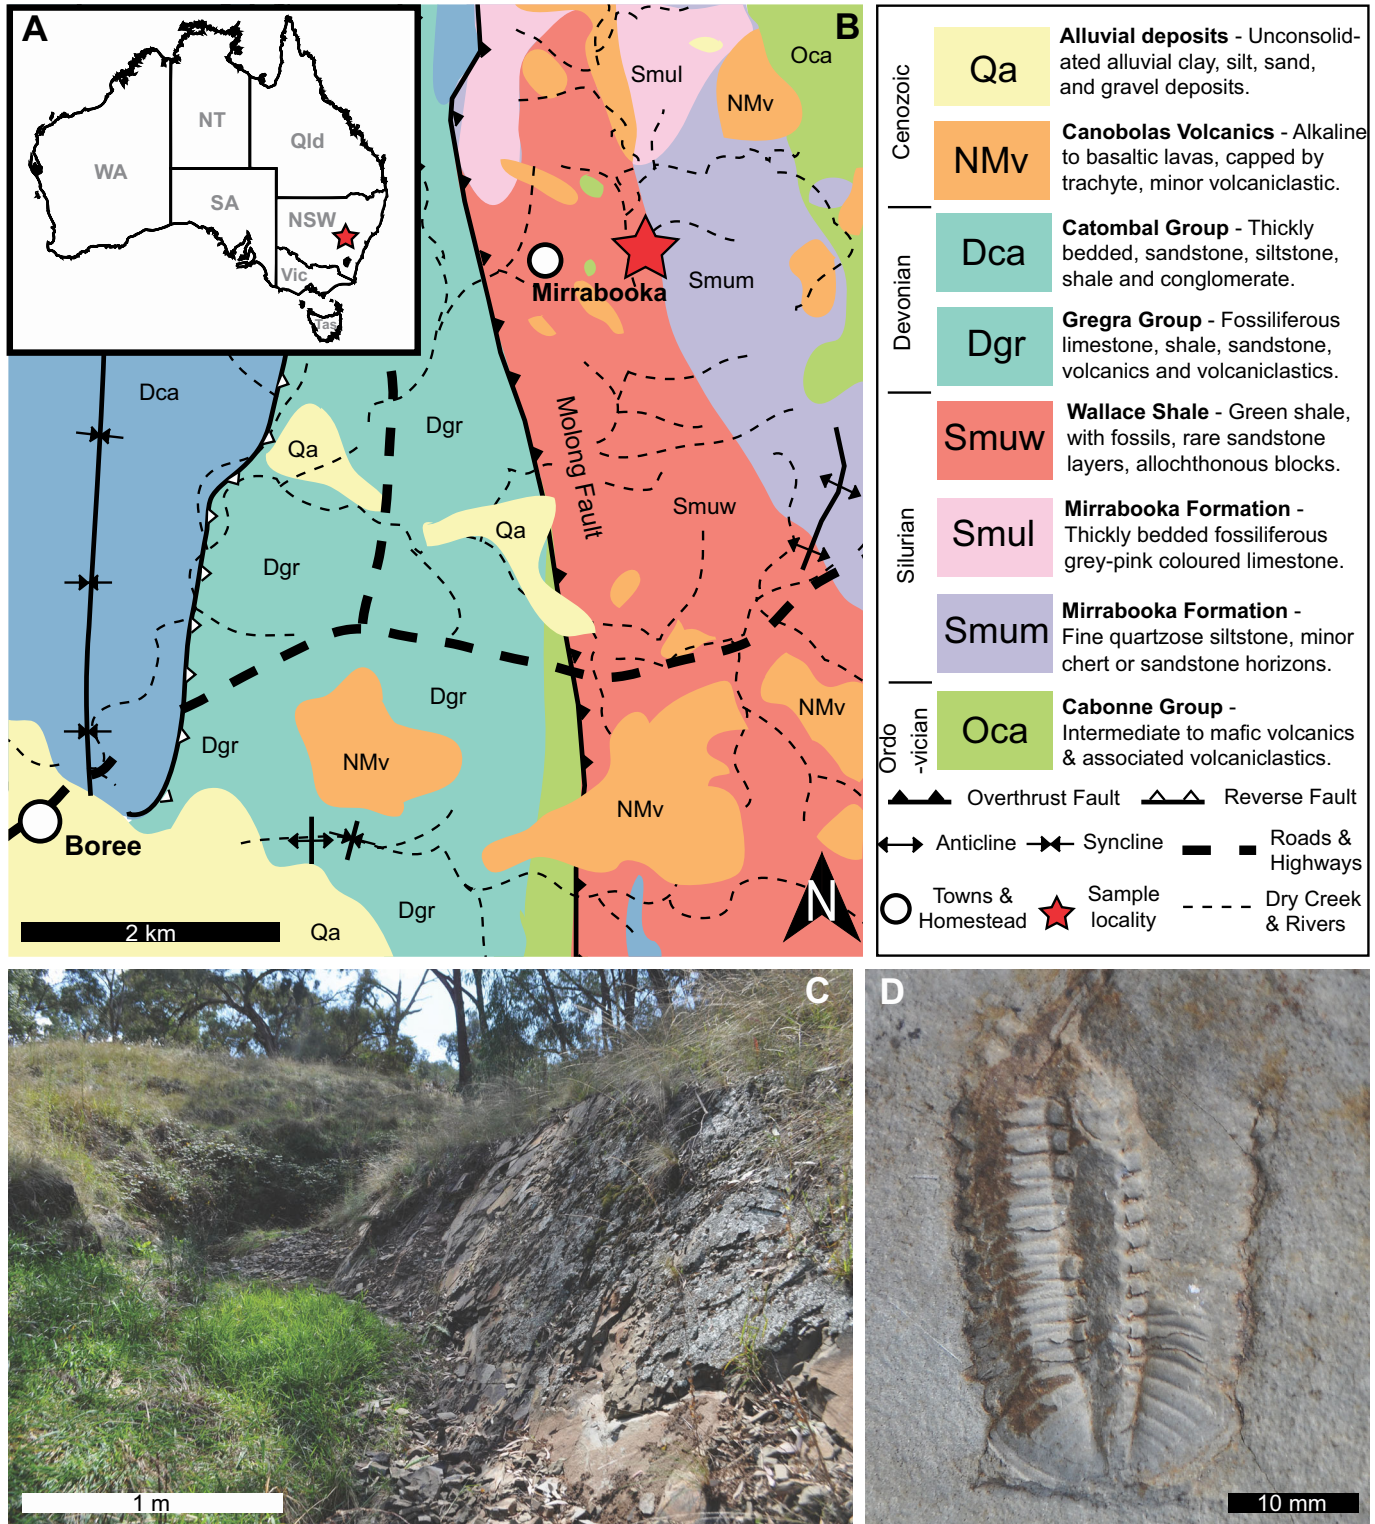 A
WA
NT
Qld
SA
NSW
Vic
Tas
B
Smul
Oca
NMv
Mirrabooka
Smum
Dca
Dgr
Qa
Molong Fault
Qa
Smuw
Dgr
Dgr
NMv
Dgr
NMv
NMv
Boree
Dgr
Qa
2 km
N
Cenozoic
Qa
Alluvial deposits - Unconsolid-
ated alluvial clay, silt, sand,
and gravel deposits.
NMv
Canobolas Volcanics - Alkaline
to basaltic lavas, capped by
trachyte, minor volcaniclastic.
Devonian
Dca
Catombal Group - Thickly
bedded, sandstone, siltstone,
shale and conglomerate.
Dgr
Gregra Group - Fossiliferous
limestone, shale, sandstone,
volcanics and volcaniclastics.
Silurian
Smuw
Wallace Shale - Green shale,
with fossils, rare sandstone
layers, allochthonous blocks.
Smul
Mirrabooka Formation -
Thickly bedded fossiliferous
grey-pink coloured limestone.
Smum
Mirrabooka Formation -
Fine quartzose siltstone, minor
chert or sandstone horizons.
Ordo
-vician
Oca
Cabonne Group -
Intermediate to mafic volcanics
& associated volcaniclastics.
Overthrust Fault
Reverse Fault
Anticline
Syncline
Roads &
Highways
Towns &
Homestead
Sample
locality
Dry Creek
& Rivers
C
1 m
D
10 mm